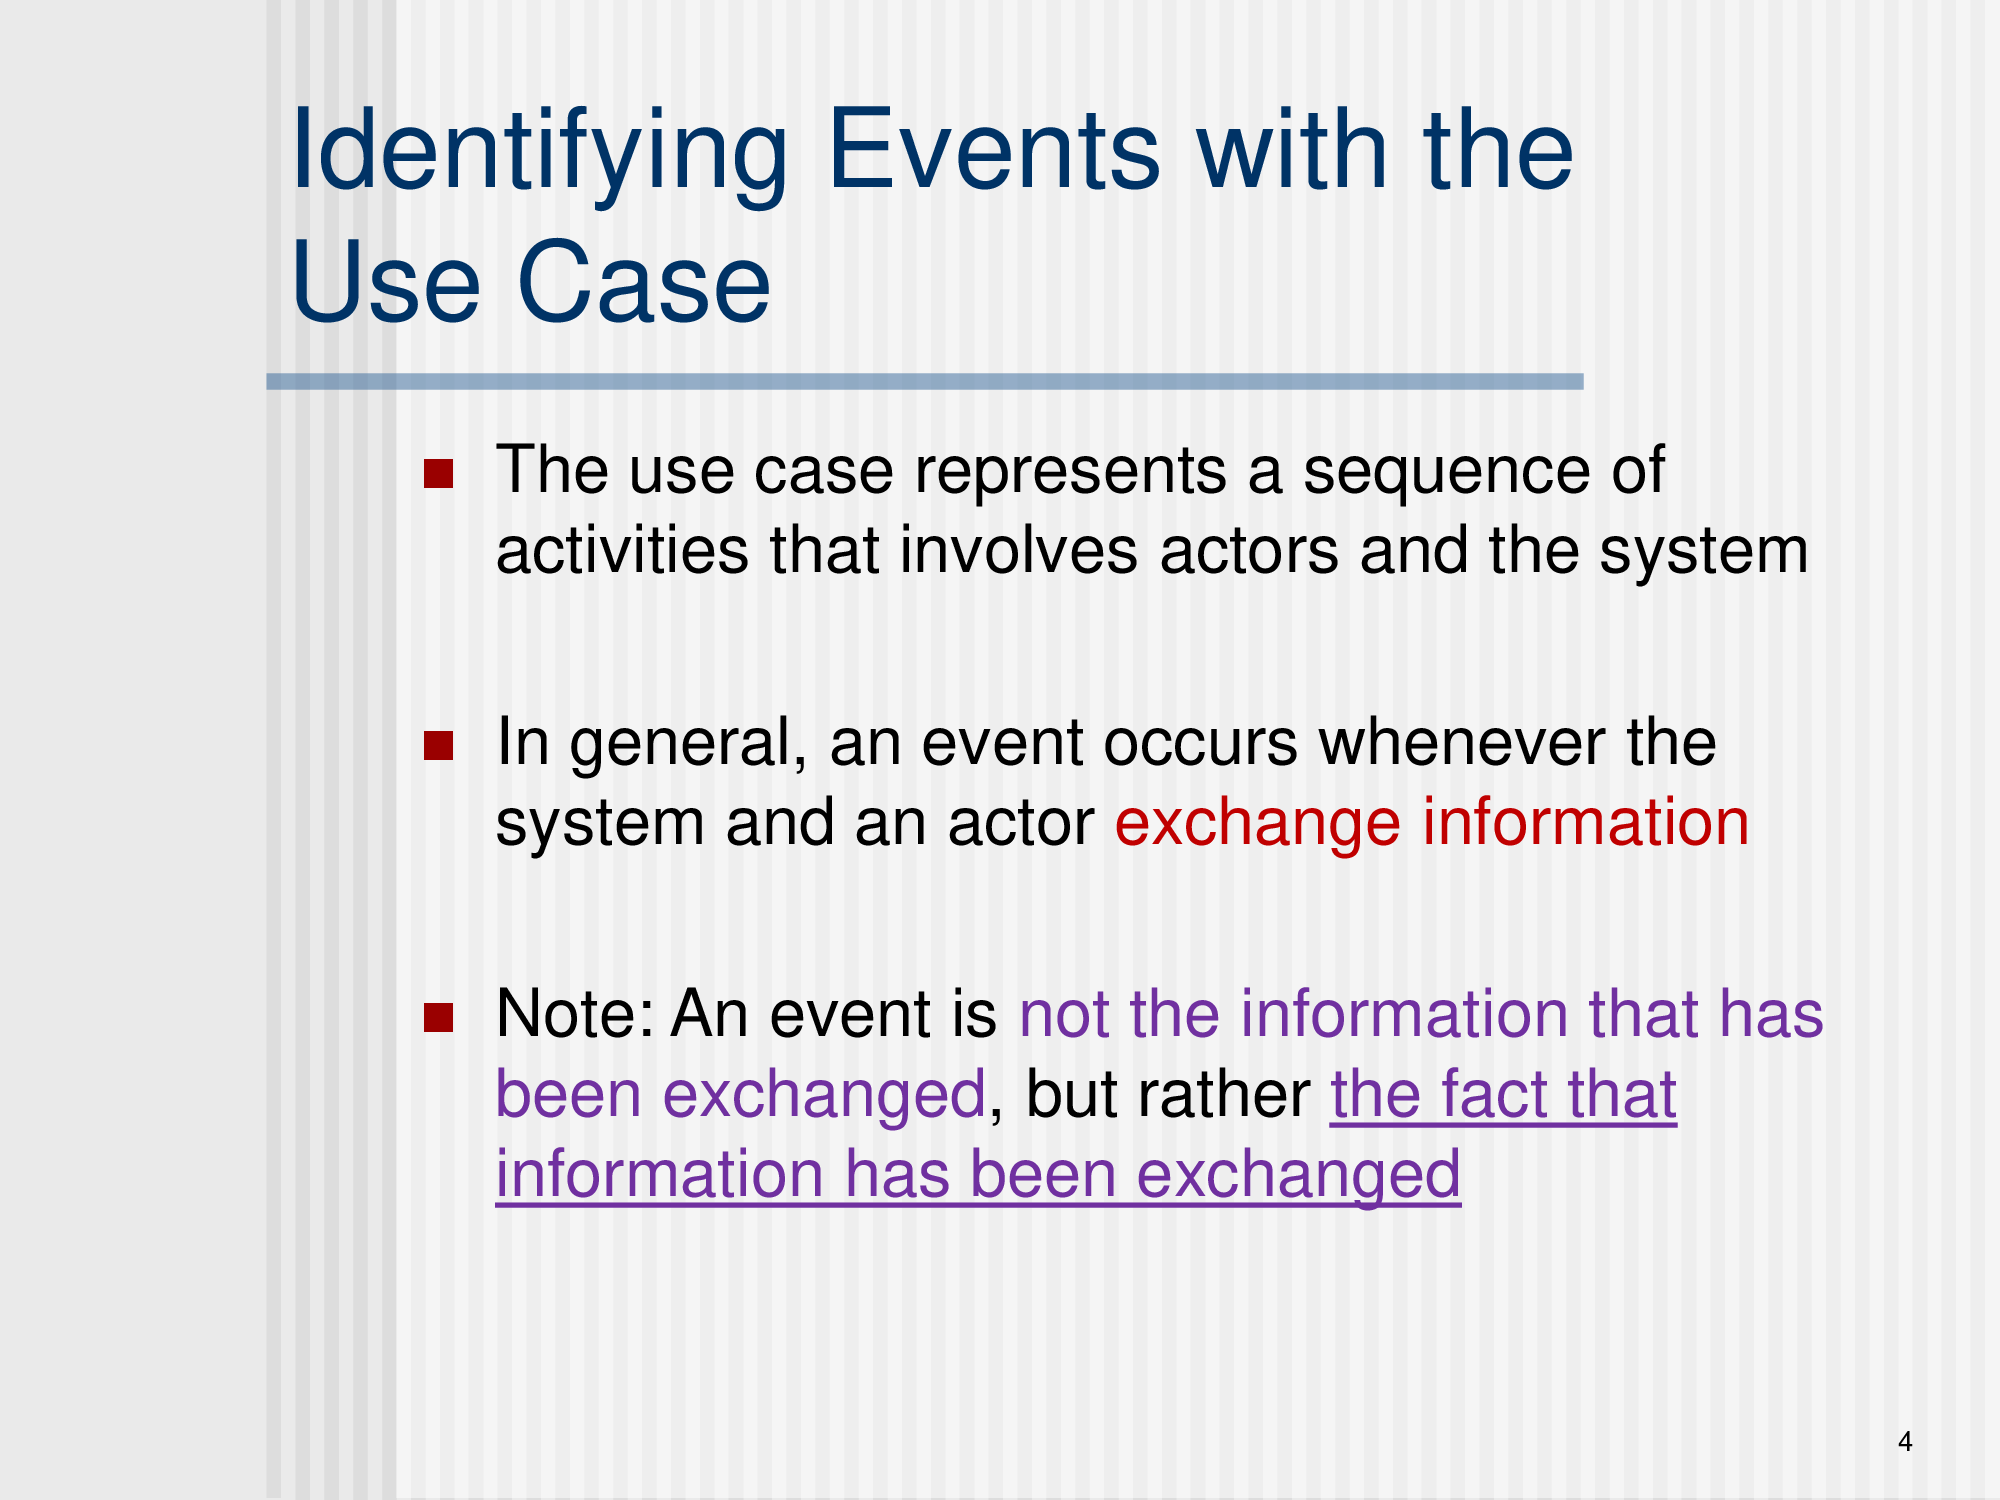 Identifying Events with the
Use Case
The use case represents a sequence of
activities that involves actors and the system
In general, an event occurs whenever the
system and an actor exchange information
Note: An event is not the information that has
been exchanged, but rather the fact that
information has been exchanged
4